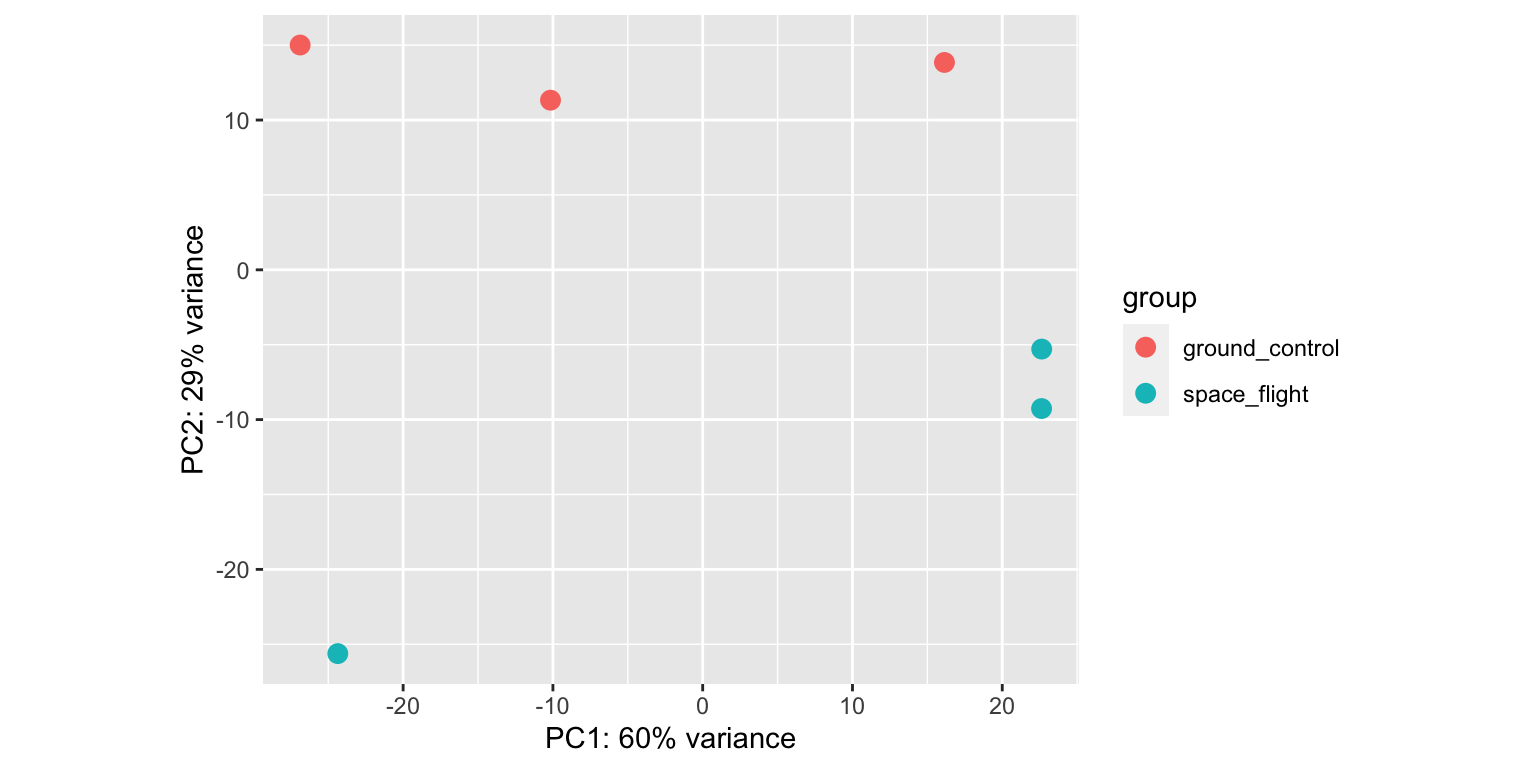 10
0
-10
-20
PC2: 29% variance
-20 -10 0 10 20
PC1: 60% variance
group
ground_control
space_flight